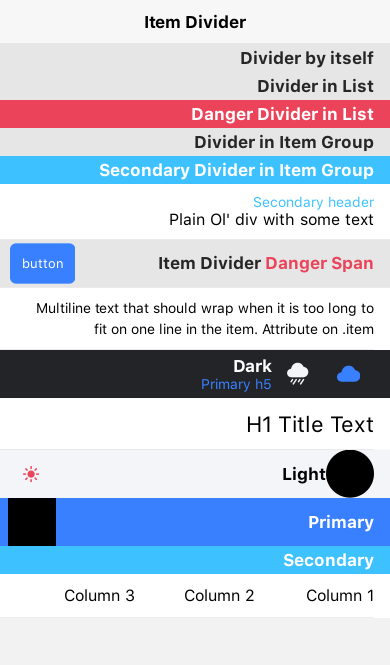 Item Divider
Divider by itself
Divider in List
Danger Divider in List
Divider in Item Group
Secondary Divider in Item Group
Secondary header
Plain Ol' div with some text
button
Item Divider Danger Span
Multiline text that should wrap when it is too long to
fit on one line in the item. Attribute on .item
Dark
Primary h5
H1 Title Text
Light
Primary
Secondary
Column 3 Column 2 Column 1